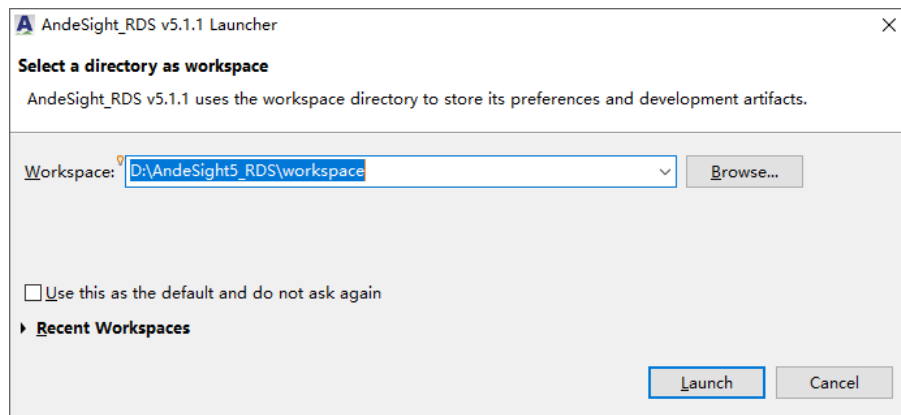 AndeSight_RDS v5.1.1 Launcher
Select a directory as workspace
AndeSight_RDS v5.1.1 uses the workspace directory to store its preferences and development artifacts.
Workspace: D:\AndeSight5_RDS\workspace Browse...
Use this as the default and do not ask again
Recent Workspaces
Launch Cancel